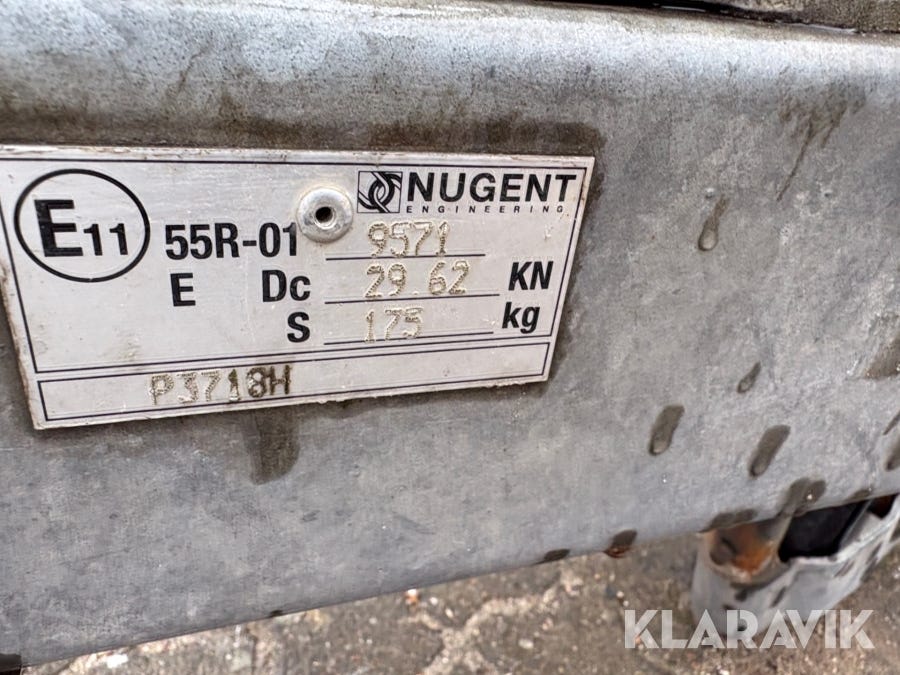 NUGENT
ENGINEERING
E11 55R-01 9571
E Dc 29.62 KN
S 175 kg
P3718H
KLARAVIK